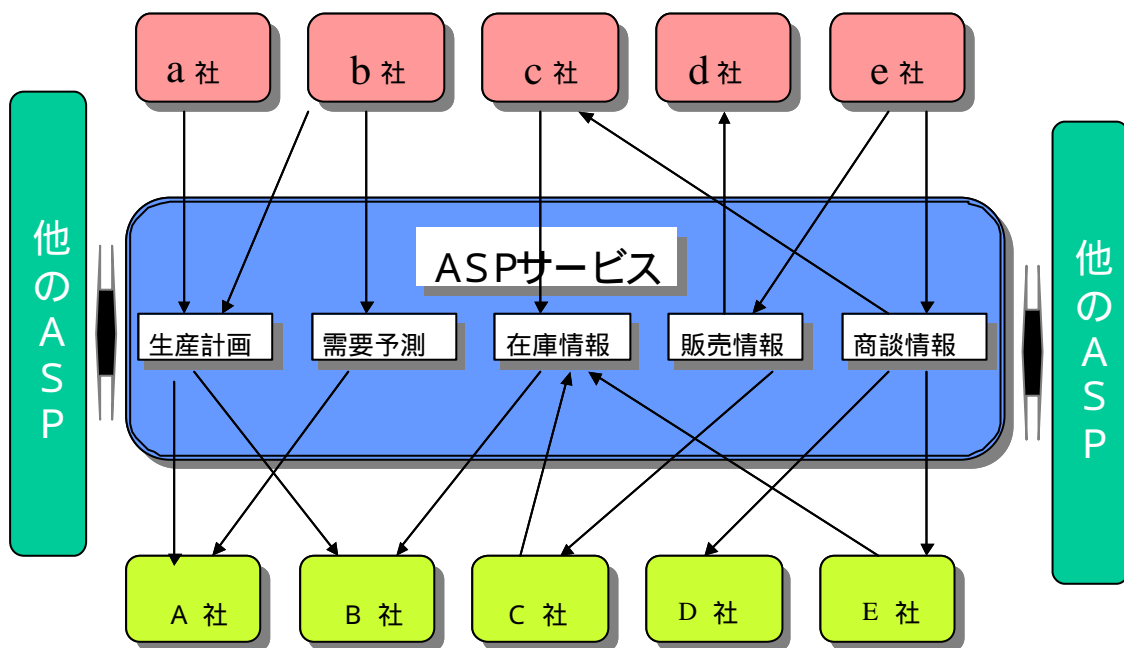 a 社
b 社
c 社
d 社
e 社
他のASP
ASPサービス
他のASP
生産計画
需要予測
在庫情報
販売情報
商談情報
A 社
B 社
C 社
D 社
E 社